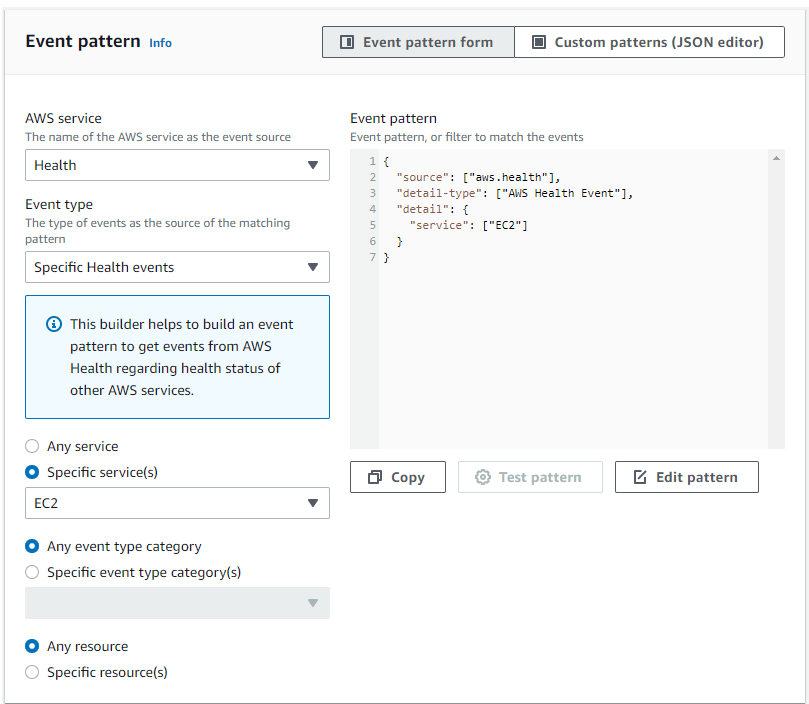 Event pattern Info
Event pattern form
Custom patterns (JSON editor)
AWS service
The name of the AWS service as the event source
Health
Event type
The type of events as the source of the matching
pattern
Specific Health events
This builder helps to build an event
pattern to get events from AWS
Health regarding health status of
other AWS services.
Any service
Specific service(s)
EC2
Any event type category
Specific event type category(s)
Any resource
Specific resource(s)
Event pattern
Event pattern, or filter to match the events
1 {
2   "source": ["aws.health"],
3   "detail-type": ["AWS Health Event"],
4   "detail": {
5     "service": ["EC2"]
6   }
7 }
Copy
Test pattern
Edit pattern